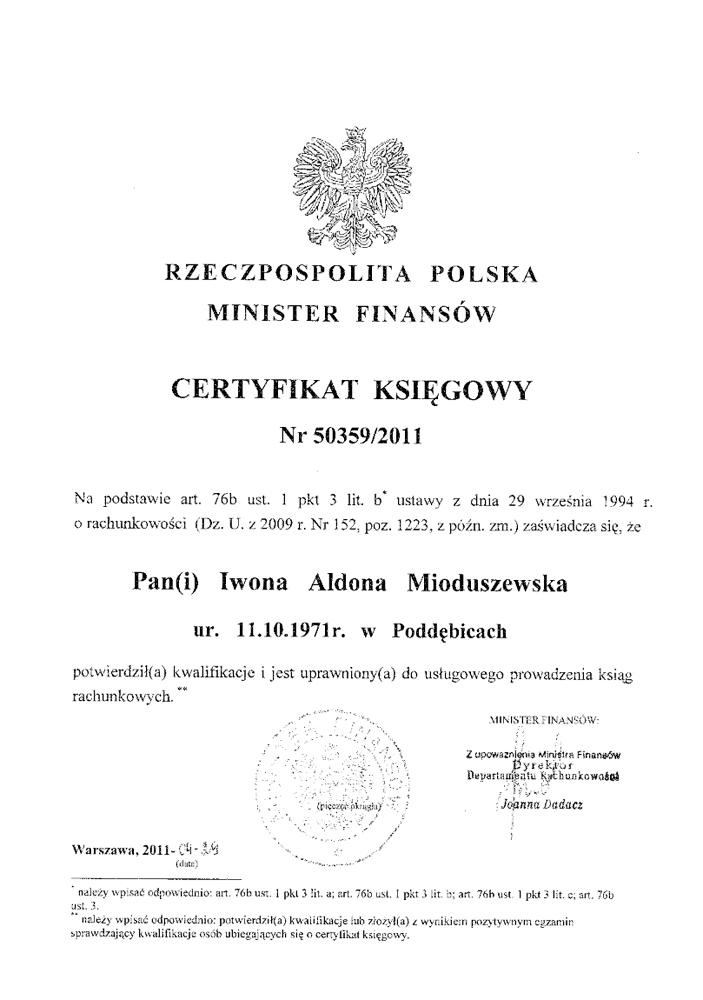 RZECZPOSPOLITA POLSKA
MINISTER FINANSÓW
CERTYFIKAT KSIĘGOWY
Nr 50359/2011
Na podstawie art. 76b ust. 1 pkt 3 lit. b* ustawy z dnia 29 września 1994 r.
o rachunkowości (Dz. U. z 2009 r. Nr 152, poz. 1223, z późn. zm.) zaświadcza się, że
Pan(i) Iwona Aldona Mioduszewska
ur. 11.10.1971r. w Poddębicach
potwierdził(a) kwalifikacje i jest uprawniony(a) do usługowego prowadzenia ksiąg
rachunkowych.**
MINISTER FINANSÓW
MINISTER FINANSÓW:
Z upoważnienia Ministra Finansów
Dyrektor
Departamentu Rachunkowości
Joanna Dadacz
(pieczęć okrągła)
Warszawa, 2011-
(data)
* należy wpisać odpowiednio: art. 76b ust. 1 pkt 3 lit. a; art. 76b ust. 1 pkt 3 lit. b; art. 76b ust. 1 pkt 3 lit. c; art. 76b
ust. 3.
** należy wpisać odpowiednio: potwierdził(a) kwalifikacje lub złożył(a) z wynikiem pozytywnym egzamin
sprawdzający kwalifikacje osób ubiegających się o certyfikat księgowy.